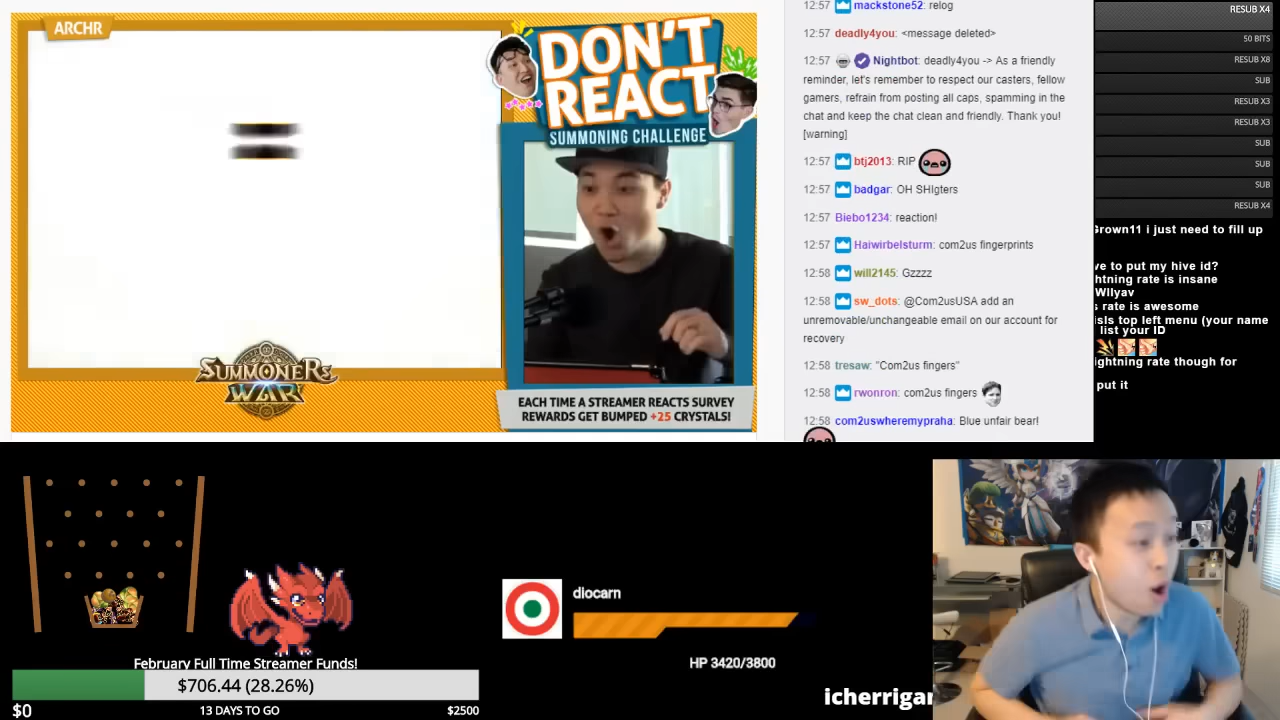 ARCHR
DON'T
REACT
SUMMONING CHALLENGE
SUMMONERS
WAR
EACH TIME A STREAMER REACTS SURVEY
REWARDS GET BUMPED +25 CRYSTALS!
12:57 mackstone52: relog
12:57 deadly4you: <message deleted>
12:57 Nightbot: deadly4you -> As a friendly
reminder, let's remember to respect our casters, fellow
gamers, refrain from posting all caps, spamming in the
chat and keep the chat clean and friendly. Thank you!
[warning]
12:57 btj2013: RIP
12:57 badgar: OH SHIgters
12:57 Biebo1234: reaction!
12:57 Haiwirbelsturm: com2us fingerprints
12:58 will2145: Gzzzz
12:58 sw_dots: @Com2usUSA add an
unremovable/unchangeable email on our account for
recovery
12:58 tresaw: "Com2us fingers"
12:58 rwonron: com2us fingers
12:58 com2uswheremypraha: Blue unfair bear!
RESUB X4
50 BITS
RESUB X8
SUB
RESUB X3
RESUB X3
SUB
SUB
SUB
RESUB X4
Grown11 i just need to fill up
ve to put my hive id?
htning rate is insane
Wllyav
s rate is awesome
isIs top left menu (your name
list your ID
ightning rate though for
put it
diocarn
HP 3420/3800
February Full Time Streamer Funds!
$706.44 (28.26%)
$0
13 DAYS TO GO
$2500
icherrigan